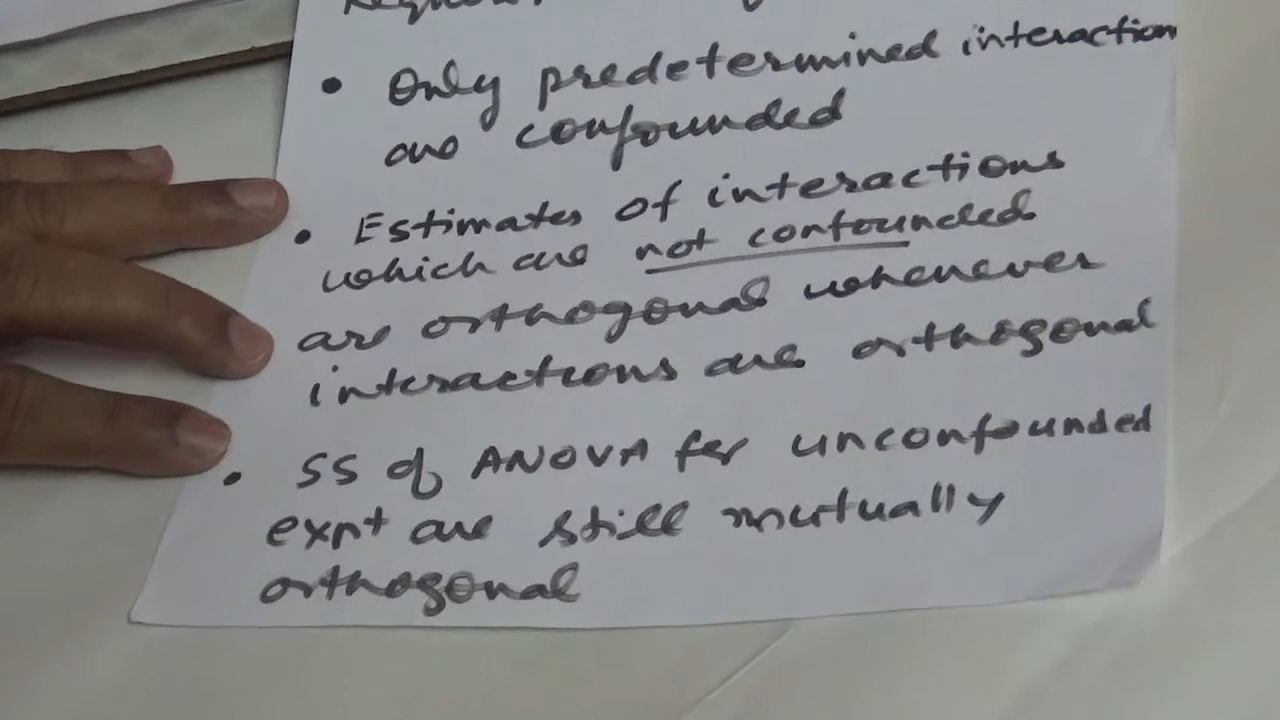 • Only predetermined interaction
are confounded
• Estimates of interactions
which are not confounded
are orthogonal whenever
interactions are orthogonal
• SS of ANOVA for unconfounded
expt are still mutually
orthogonal